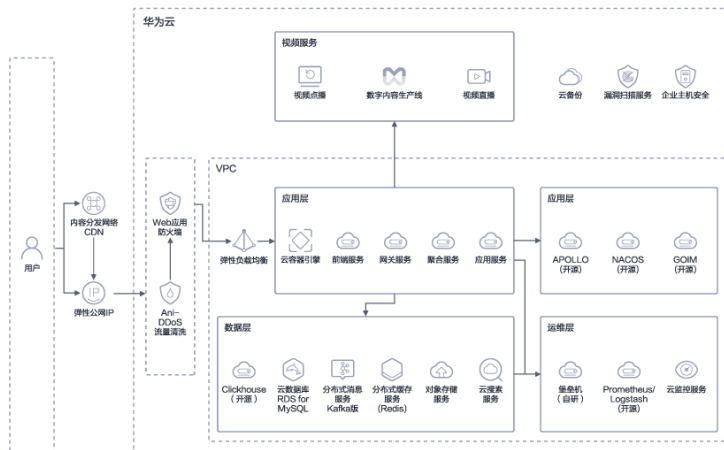 华为云
视频服务
视频点播
数字内容生产线
视频直播
云备份
漏洞扫描服务
企业主机安全
VPC
用户
内容分发网络
CDN
IP
弹性公网IP
Web应用
防火墙
Ani-
DDoS
流量清洗
弹性负载均衡
应用层
云容器引擎
前端服务
网关服务
聚合服务
应用服务
应用层
APOLLO
(开源)
NACOS
(开源)
GOIM
(开源)
数据层
Clickhouse
(开源)
云数据库
RDS for
MySQL
分布式消息
服务
Kafka版
分布式缓存
服务
(Redis)
对象存储
服务
云搜索
服务
运维层
堡垒机
(自研)
Prometheus/
Logstash
(开源)
云监控服务